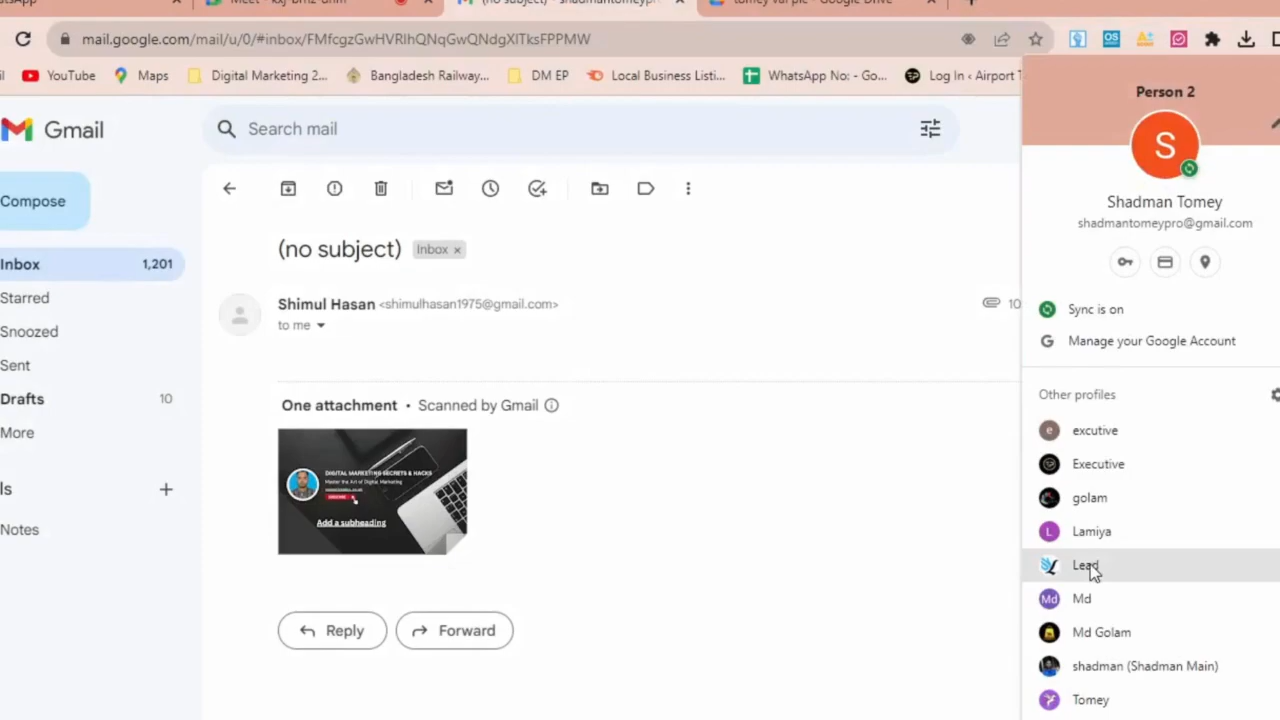 mail.google.com/mail/u/0/#inbox/FMfcgzGwHVRlhQNqGwQNdgXlTksFPPMW
YouTube
Maps
Digital Marketing 2...
Bangladesh Railway...
DM EP
Local Business Listi...
WhatsApp No: - Go...
Log In ‹ Airport
Gmail
Search mail
Compose
Inbox 1,201
Starred
Snoozed
Sent
Drafts 10
More
Notes
(no subject) Inbox ×
Shimul Hasan <shimulhasan1975@gmail.com>
10
to me
One attachment • Scanned by Gmail
DIGITAL MARKETING SECRETS & HACKS
Master the Art of Digital Marketing
Add a subheading
Reply
Forward
Person 2
S
Shadman Tomey
shadmantomeypro@gmail.com
Sync is on
Manage your Google Account
Other profiles
e excutive
Executive
golam
L Lamiya
Lead
Md Md
Md Golam
shadman (Shadman Main)
Tomey